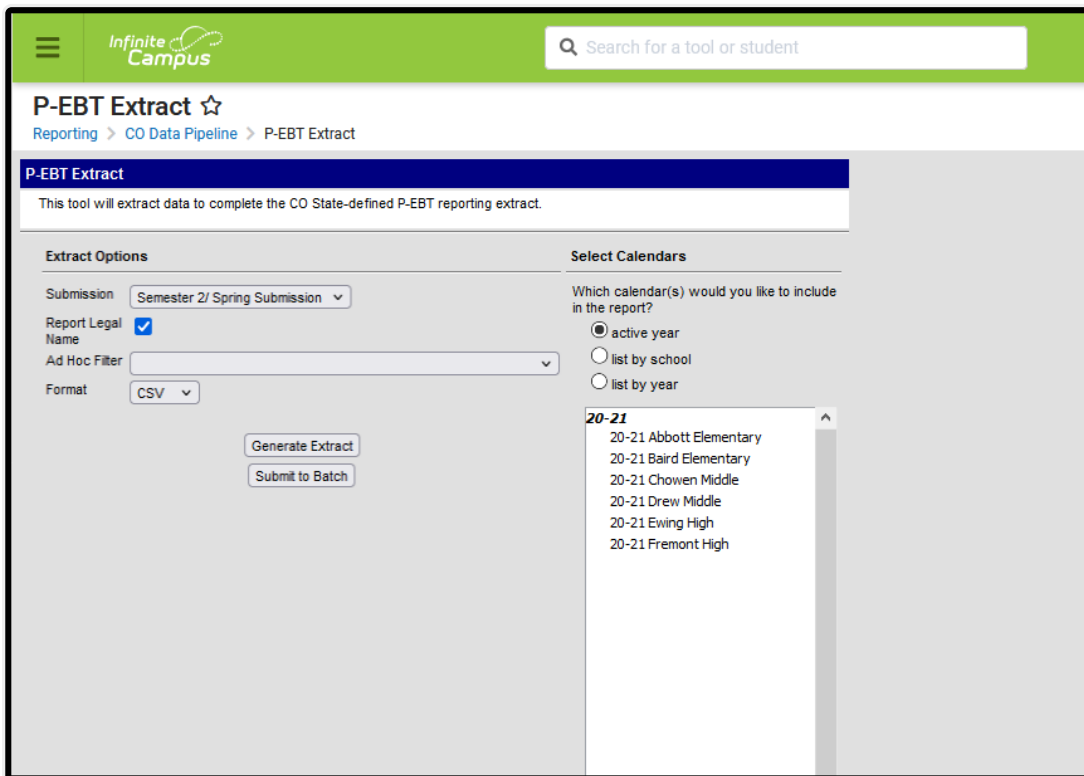 Infinite
Campus
Search for a tool or student
P-EBT Extract
Reporting > CO Data Pipeline > P-EBT Extract
P-EBT Extract
This tool will extract data to complete the CO State-defined P-EBT reporting extract.
Extract Options
Submission Semester 2/ Spring Submission
Report Legal
Name
Ad Hoc Filter
Format CSV
Generate Extract
Submit to Batch
Select Calendars
Which calendar(s) would you like to include
in the report?
active year
list by school
list by year
20-21
20-21 Abbott Elementary
20-21 Baird Elementary
20-21 Chowen Middle
20-21 Drew Middle
20-21 Ewing High
20-21 Fremont High